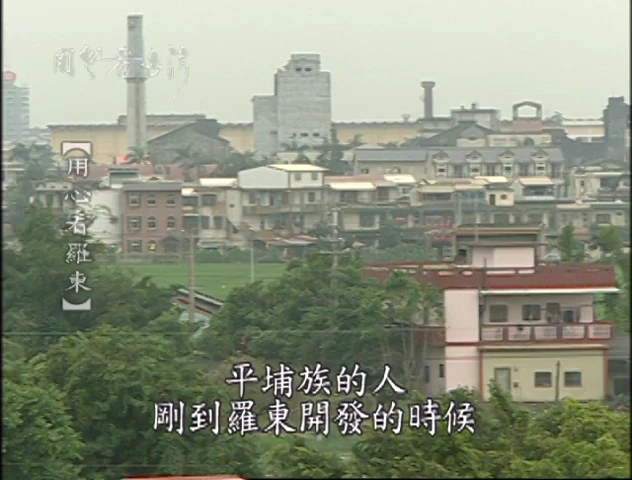 【用心看羅東】
平埔族的人
剛到羅東開發的時候